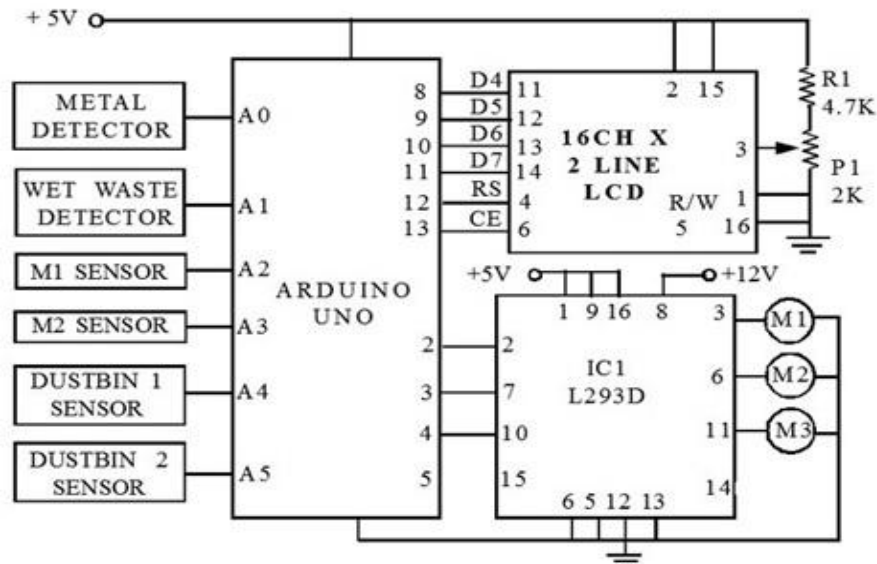 + 5V
METAL
DETECTOR
WET WASTE
DETECTOR
M1 SENSOR
M2 SENSOR
DUSTBIN 1
SENSOR
DUSTBIN 2
SENSOR
A0
A1
A2
A3
A4
A5
ARDUINO
UNO
8
9
10
11
12
13
2
3
4
5
D4
D5
D6
D7
RS
CE
11
12
13
14
4
6
2 15
16CH X
2 LINE
LCD
3
R/W
5
1
16
R1
4.7K
P1
2K
+5V
+12V
1 9 16 8
2
7
10
15
IC1
L293D
3
6
11
14
6 5 12 13
M1
M2
M3